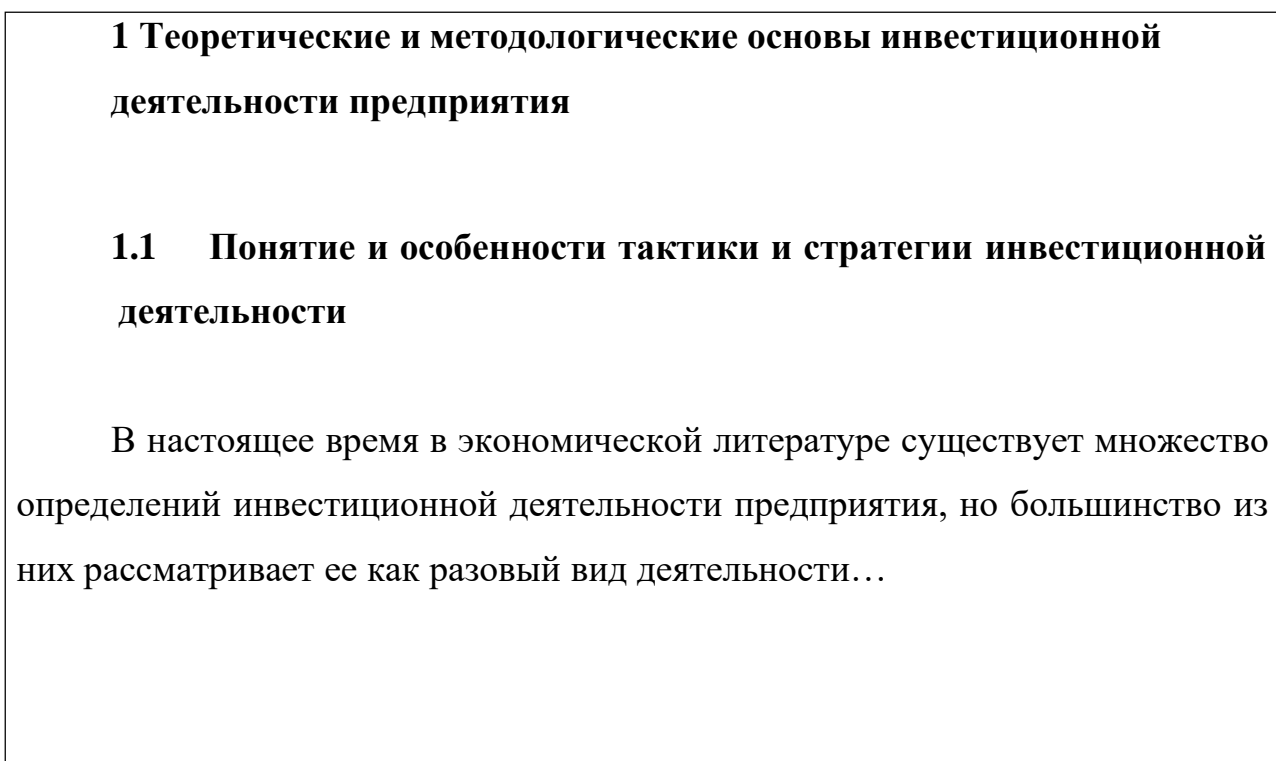 1 Теоретические и методологические основы инвестиционной
деятельности предприятия
1.1 Понятие и особенности тактики и стратегии инвестиционной
деятельности
В настоящее время в экономической литературе существует множество
определений инвестиционной деятельности предприятия, но большинство из
них рассматривает ее как разовый вид деятельности…